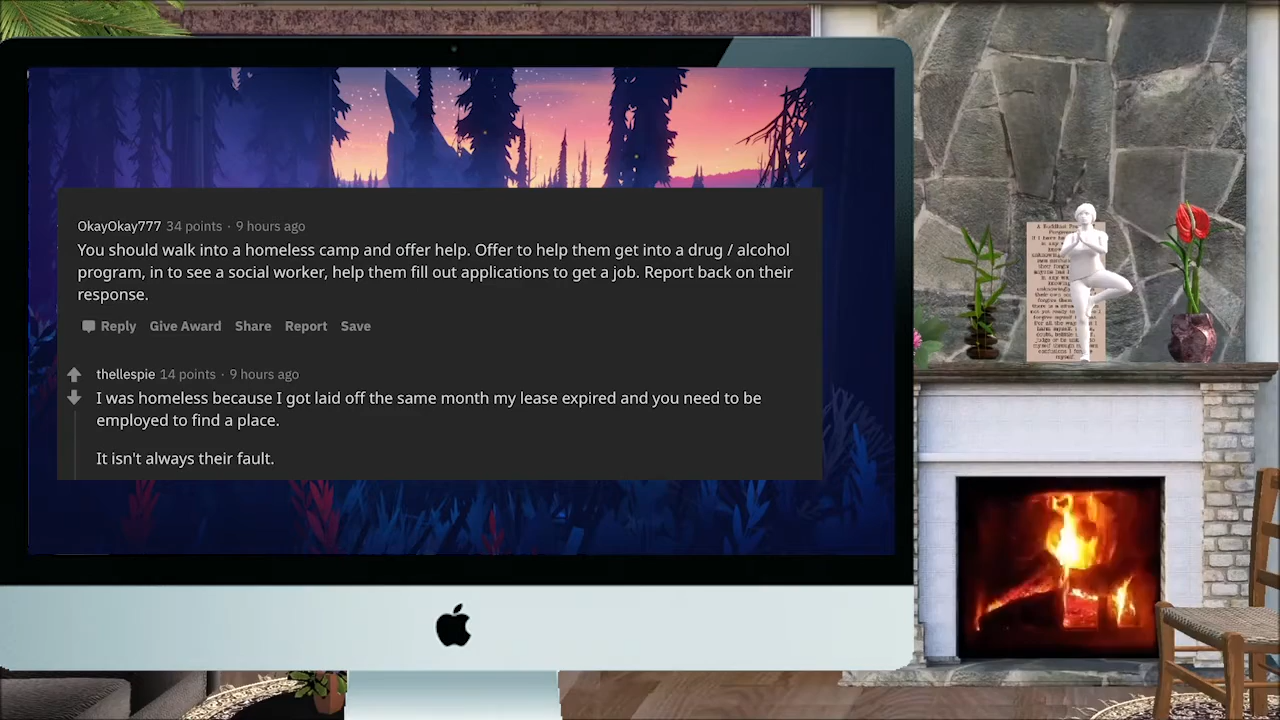 OkayOkay777 34 points · 9 hours ago
You should walk into a homeless camp and offer help. Offer to help them get into a drug / alcohol
program, in to see a social worker, help them fill out applications to get a job. Report back on their
response.
Reply Give Award Share Report Save
thellespie 14 points · 9 hours ago
I was homeless because I got laid off the same month my lease expired and you need to be
employed to find a place.
It isn't always their fault.